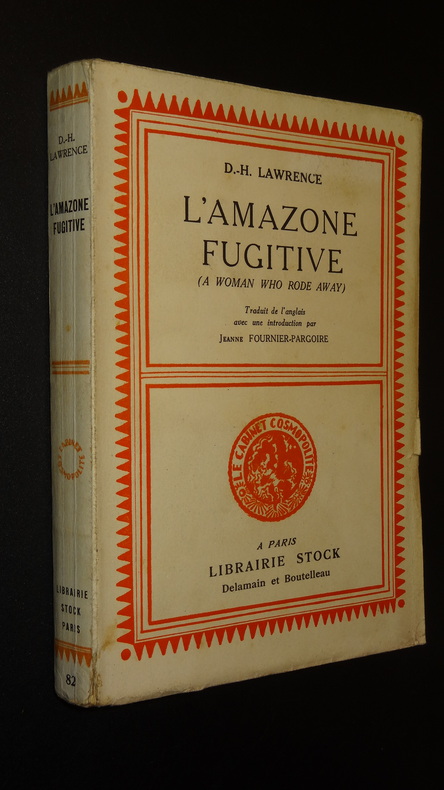 D.-H.
LAWRENCE
L'AMAZONE
FUGITIVE
LIBRAIRIE
STOCK
PARIS
82
D.-H. LAWRENCE
L'AMAZONE
FUGITIVE
(A WOMAN WHO RODE AWAY)
Traduit de l'anglais
avec une introduction par
JEANNE FOURNIER-PARGOIRE
LE CABINET COSMOPOLITE
A PARIS
LIBRAIRIE STOCK
Delamain et Boutelleau